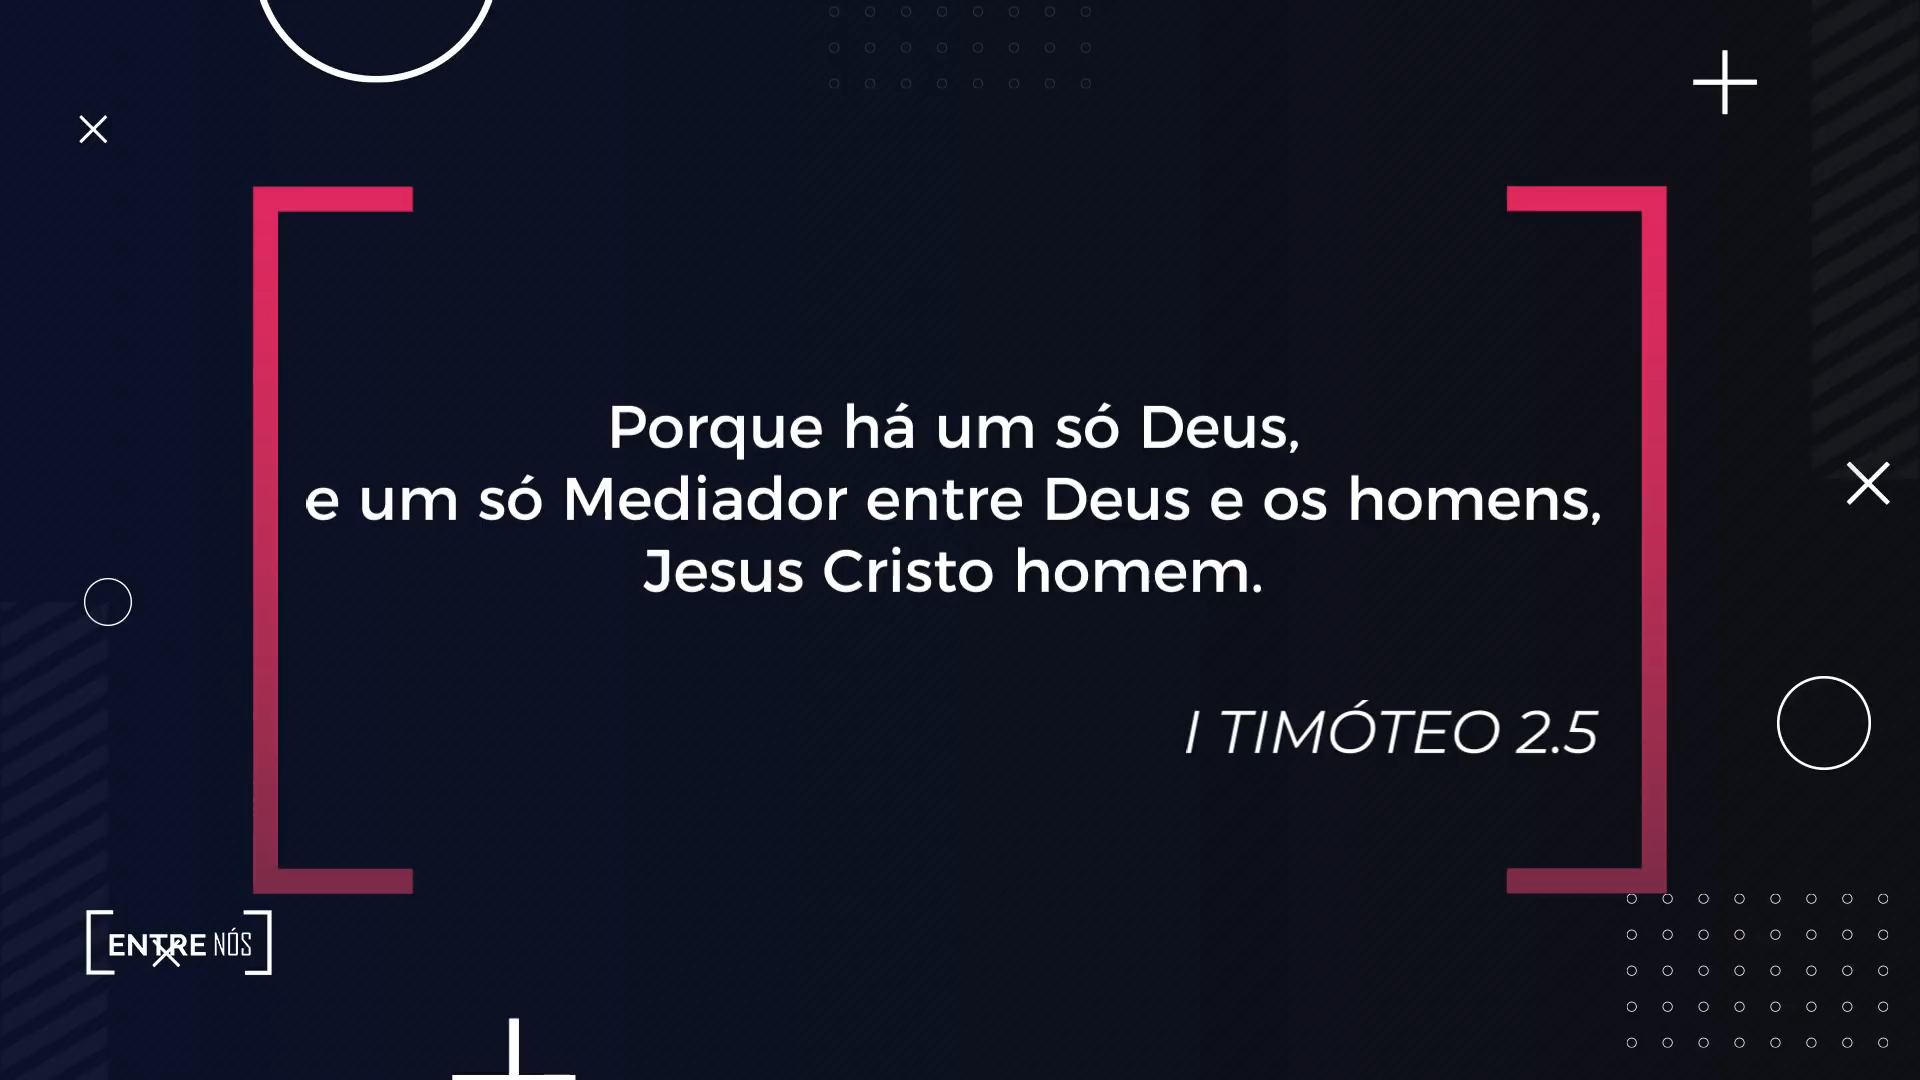 Porque há um só Deus,
e um só Mediador entre Deus e os homens,
Jesus Cristo homem.
I TIMÓTEO 2.5
ENTRE NÓS